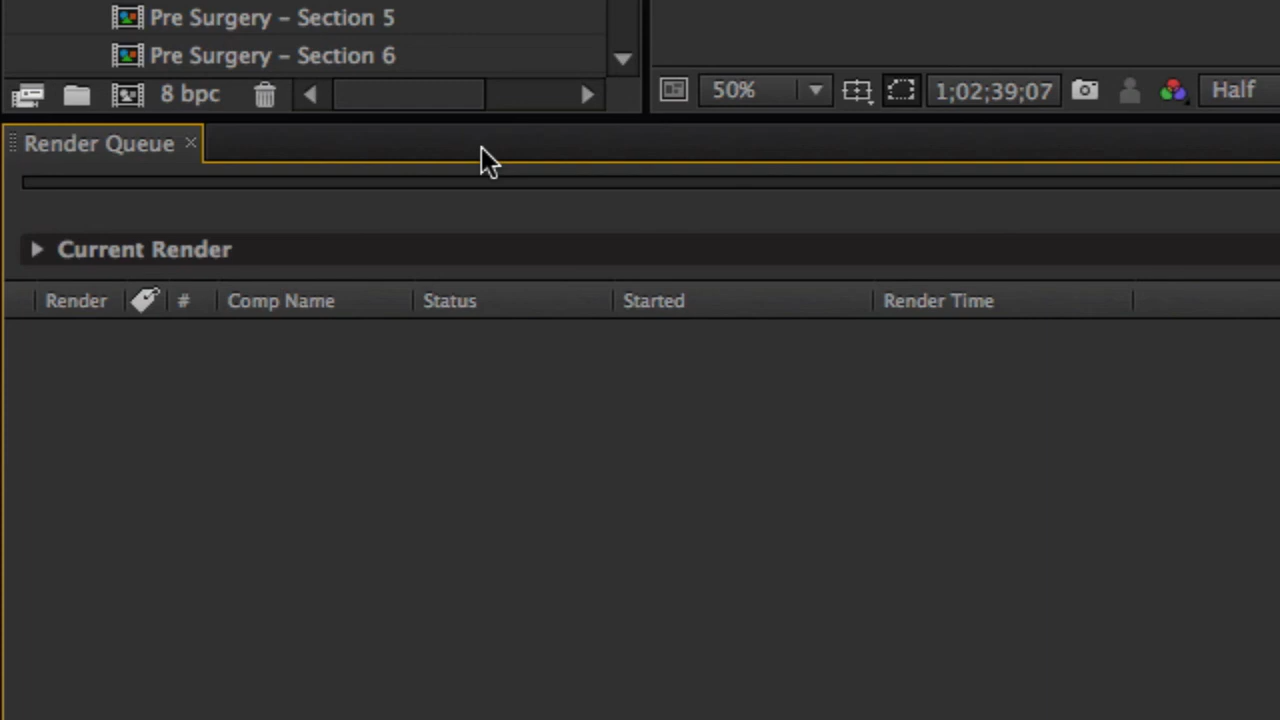 Pre Surgery – Section 5
Pre Surgery – Section 6
8 bpc
50%
1;02;39;07
Half
Render Queue
Current Render
Render # Comp Name Status Started Render Time